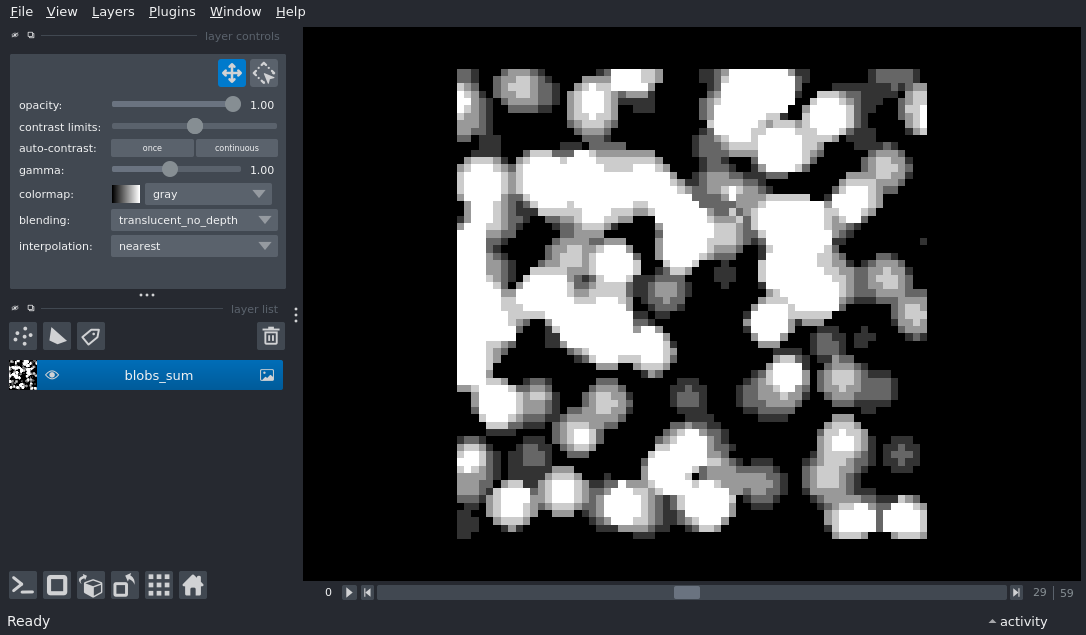 File View Layers Plugins Window Help
layer controls
opacity: 1.00
contrast limits:
auto-contrast: once continuous
gamma: 1.00
colormap: gray
blending: translucent_no_depth
interpolation: nearest
layer list
blobs_sum
0 29 59
Ready activity